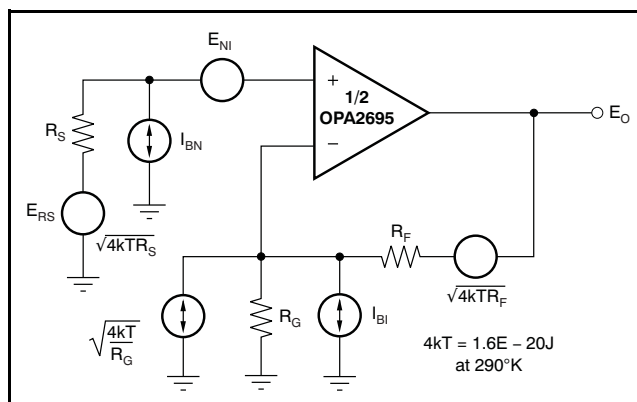 E_NI
1/2
OPA2695
+
−
E_O
R_S
I_BN
E_RS
√4kTR_S
R_F
√4kTR_F
√4kT/R_G
R_G
I_BI
4kT = 1.6E – 20J
at 290°K